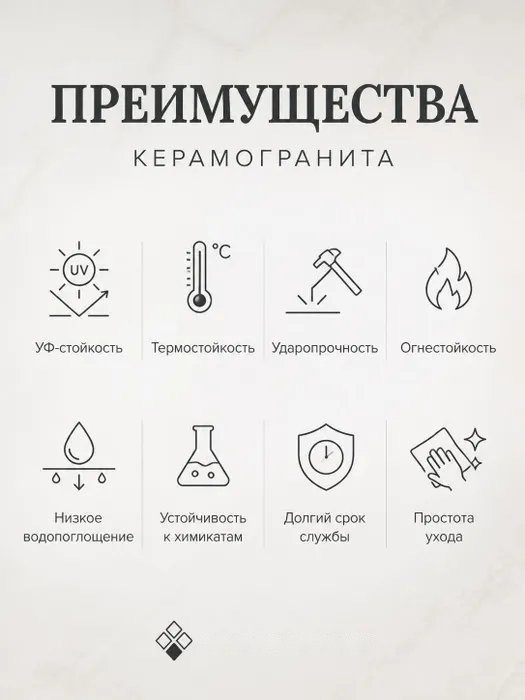 ПРЕИМУЩЕСТВА
КЕРАМОГРАНИТА
UV
°C
УФ-стойкость
Термостойкость
Ударопрочность
Огнестойкость
Низкое
водопоглощение
Устойчивость
к химикатам
Долгий срок
службы
Простота
ухода